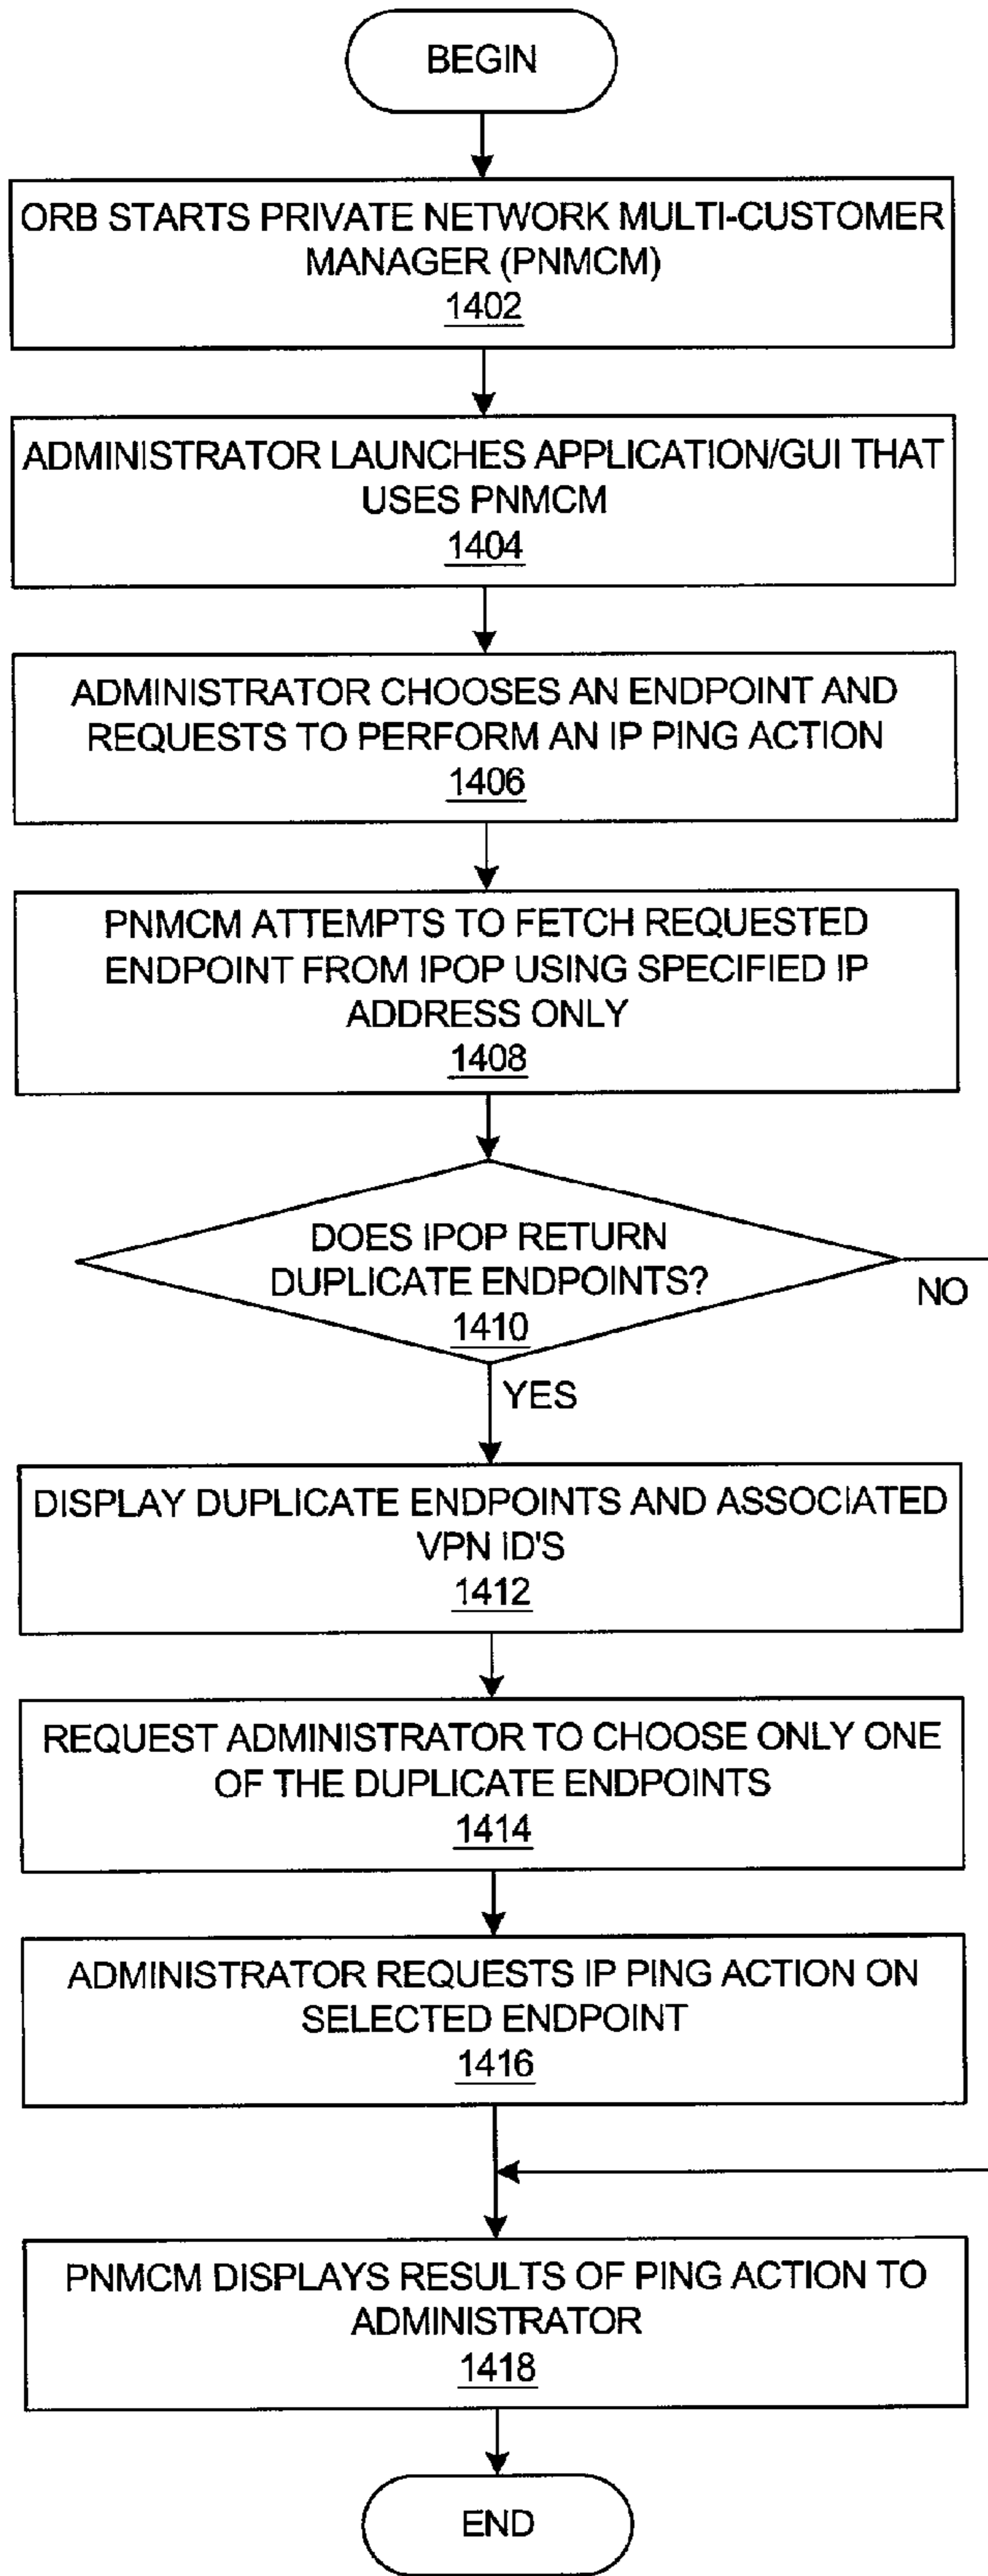 BEGIN
ORB STARTS PRIVATE NETWORK MULTI-CUSTOMER
MANAGER (PNMCM)
1402
ADMINISTRATOR LAUNCHES APPLICATION/GUI THAT
USES PNMCM
1404
ADMINISTRATOR CHOOSES AN ENDPOINT AND
REQUESTS TO PERFORM AN IP PING ACTION
1406
PNMCM ATTEMPTS TO FETCH REQUESTED
ENDPOINT FROM IPOP USING SPECIFIED IP
ADDRESS ONLY
1408
DOES IPOP RETURN
DUPLICATE ENDPOINTS?
1410
NO
YES
DISPLAY DUPLICATE ENDPOINTS AND ASSOCIATED
VPN ID'S
1412
REQUEST ADMINISTRATOR TO CHOOSE ONLY ONE
OF THE DUPLICATE ENDPOINTS
1414
ADMINISTRATOR REQUESTS IP PING ACTION ON
SELECTED ENDPOINT
1416
PNMCM DISPLAYS RESULTS OF PING ACTION TO
ADMINISTRATOR
1418
END